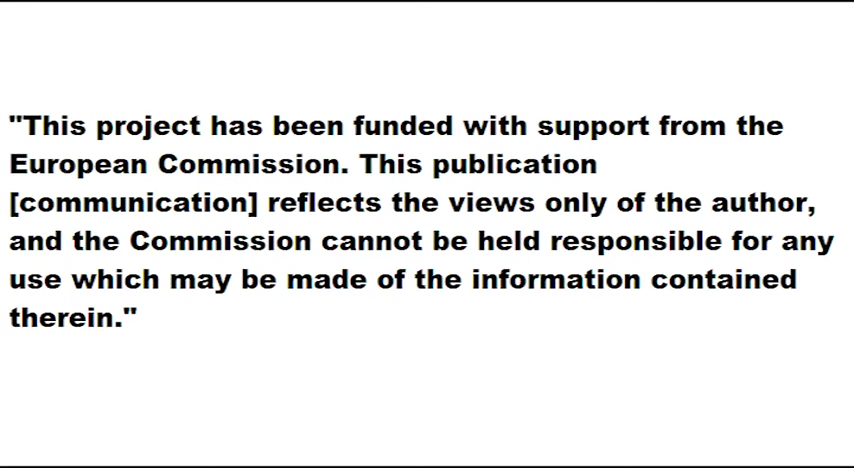 "This project has been funded with support from the
European Commission. This publication
[communication] reflects the views only of the author,
and the Commission cannot be held responsible for any
use which may be made of the information contained
therein."